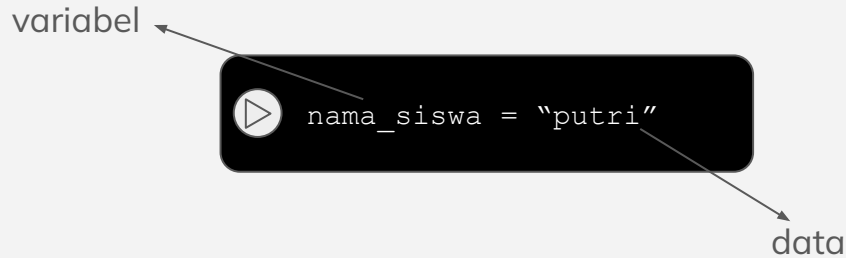 variabel
nama_siswa = “putri”
data